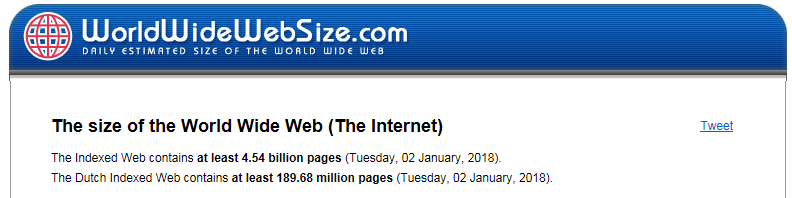 WorldWideWebSize.com
DAILY ESTIMATED SIZE OF THE WORLD WIDE WEB
The size of the World Wide Web (The Internet)
Tweet
The Indexed Web contains at least 4.54 billion pages (Tuesday, 02 January, 2018).
The Dutch Indexed Web contains at least 189.68 million pages (Tuesday, 02 January, 2018).